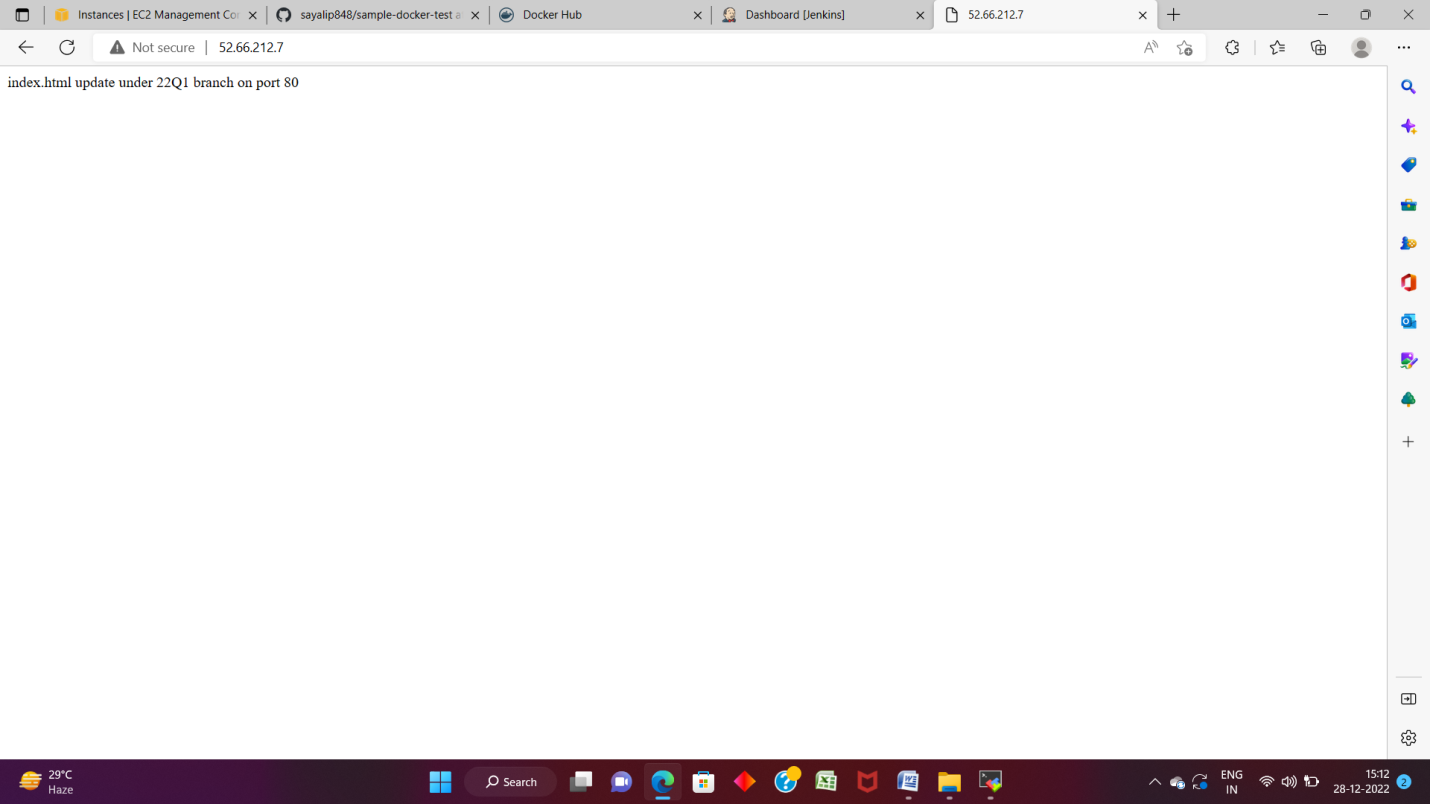 Instances | EC2 Management Cor
sayalip848/sample-docker-test a
Docker Hub
Dashboard [Jenkins]
52.66.212.7
Not secure
52.66.212.7
index.html update under 22Q1 branch on port 80
29°C
Haze
Search
ENG
IN
15:12
28-12-2022
2